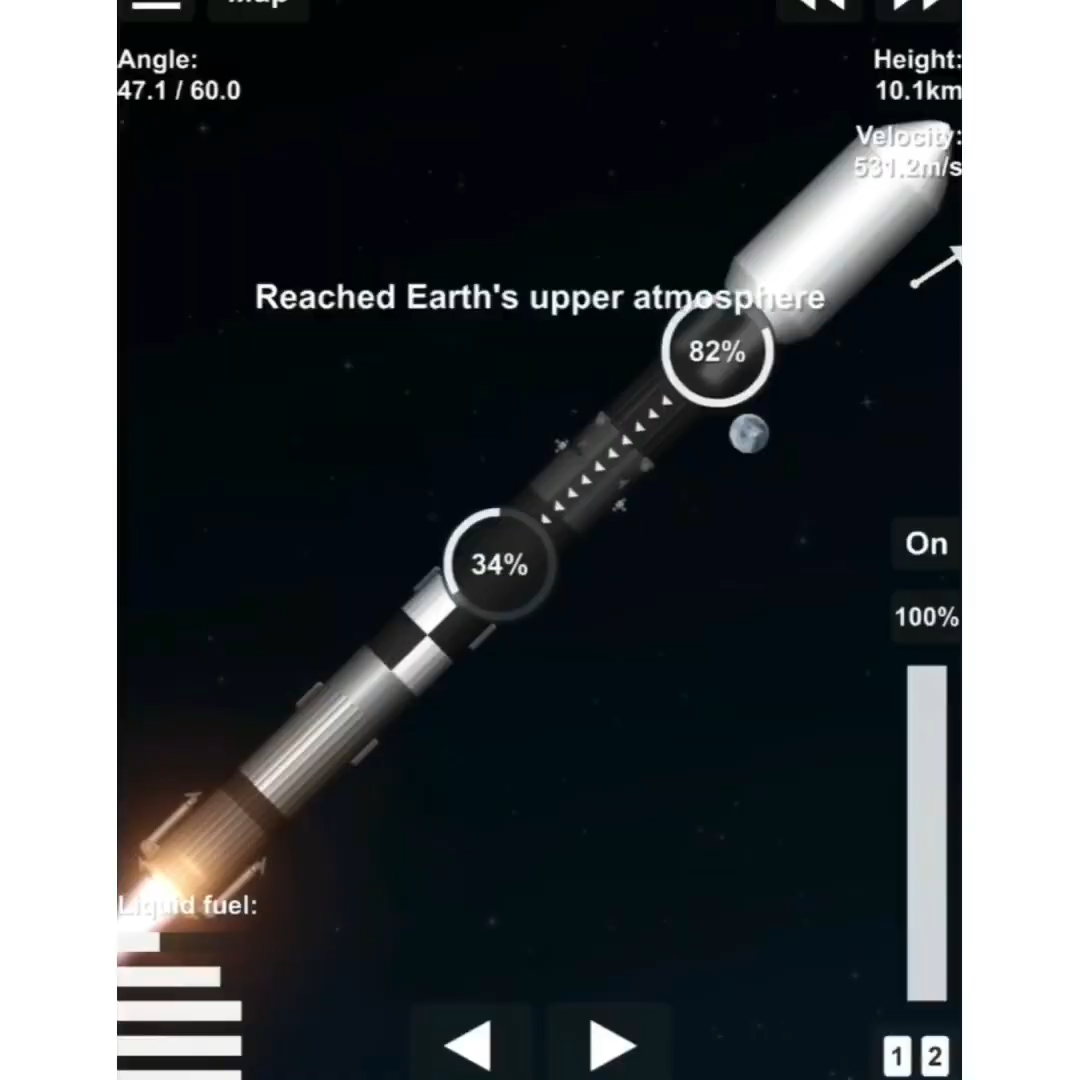 Map
Angle:
47.1 / 60.0
Height:
10.1km
Velocity:
531.2m/s
Reached Earth's upper atmosphere
82%
34%
On
100%
Liquid fuel:
1 2